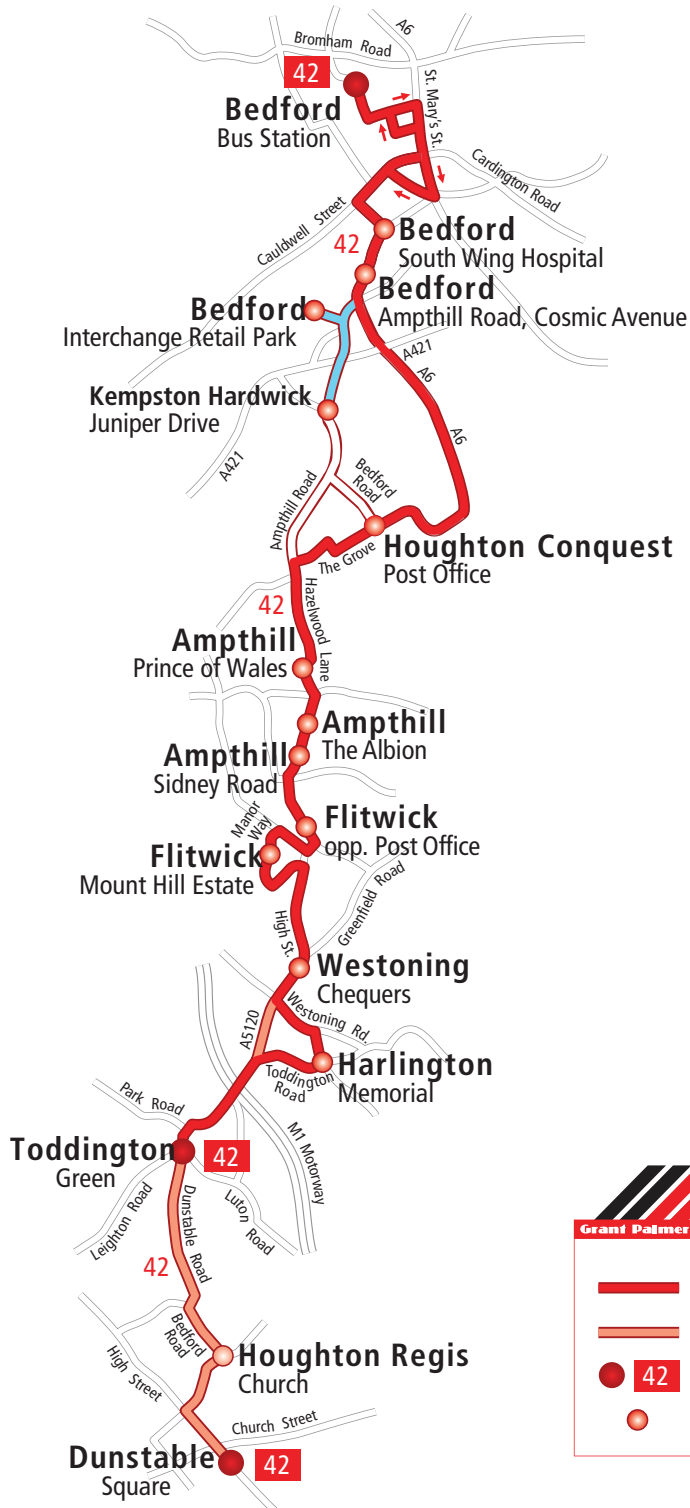 A6
Bromham Road
42
St. Mary's St.
Bedford
Bus Station
Cardington Road
Cauldwell Street
42
Bedford
South Wing Hospital
Bedford
Ampthill Road, Cosmic Avenue
Bedford
Interchange Retail Park
A421
A6
Kempston Hardwick
Juniper Drive
A6
A421
Ampthill Road
Bedford
Road
Houghton Conquest
Post Office
The Grove
42
Hazelwood Lane
Ampthill
Prince of Wales
Ampthill
The Albion
Ampthill
Sidney Road
Manor
Way
Flitwick
opp. Post Office
Flitwick
Mount Hill Estate
Greenfield Road
High St.
Westoning
Chequers
Westoning Rd.
A5120
Harlington
Memorial
Toddington
Road
Park Road
M1 Motorway
Toddington
Green
42
Leighton Road
Luton Road
Dunstable Road
42
Grant Palmer
Bedford
Road
High Street
Houghton Regis
Church
42
Church Street
Dunstable
Square
42